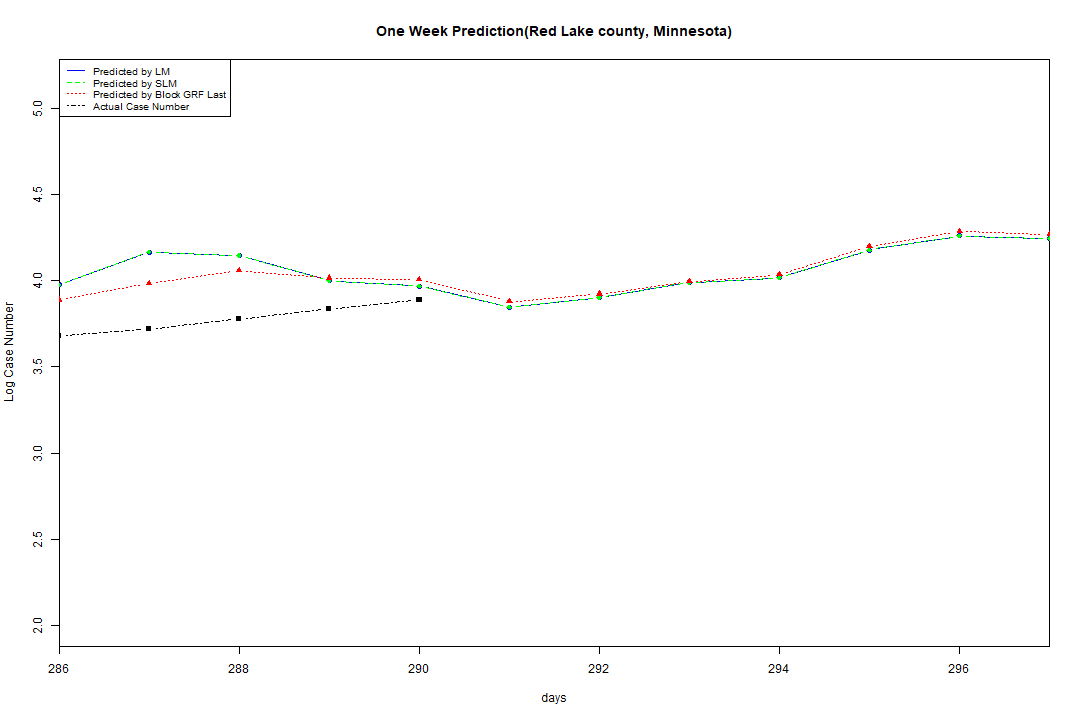 One Week Prediction(Red Lake county, Minnesota)
Predicted by LM
Predicted by SLM
Predicted by Block GRF Last
Actual Case Number
5.0
4.5
4.0
3.5
3.0
2.5
2.0
Log Case Number
286 288 290 292 294 296
days